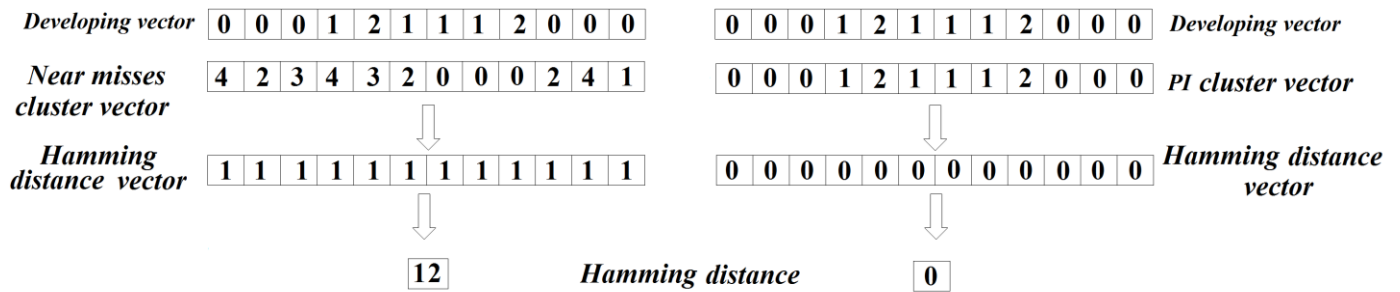 Developing vector 0 0 0 1 2 1 1 1 2 0 0 0 0 0 0 1 2 1 1 1 2 0 0 0 Developing vector
Near misses
cluster vector
4 2 3 4 3 2 0 0 0 2 4 1 0 0 0 1 2 1 1 1 2 0 0 0 PI cluster vector
Hamming
distance vector
1 1 1 1 1 1 1 1 1 1 1 1 0 0 0 0 0 0 0 0 0 0 0 0
Hamming distance
vector
12 Hamming distance 0